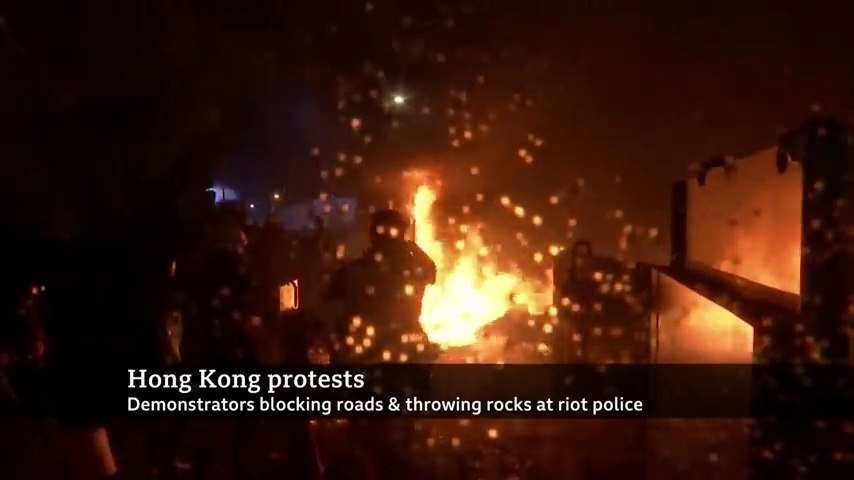 Hong Kong protests
Demonstrators blocking roads & throwing rocks at riot police